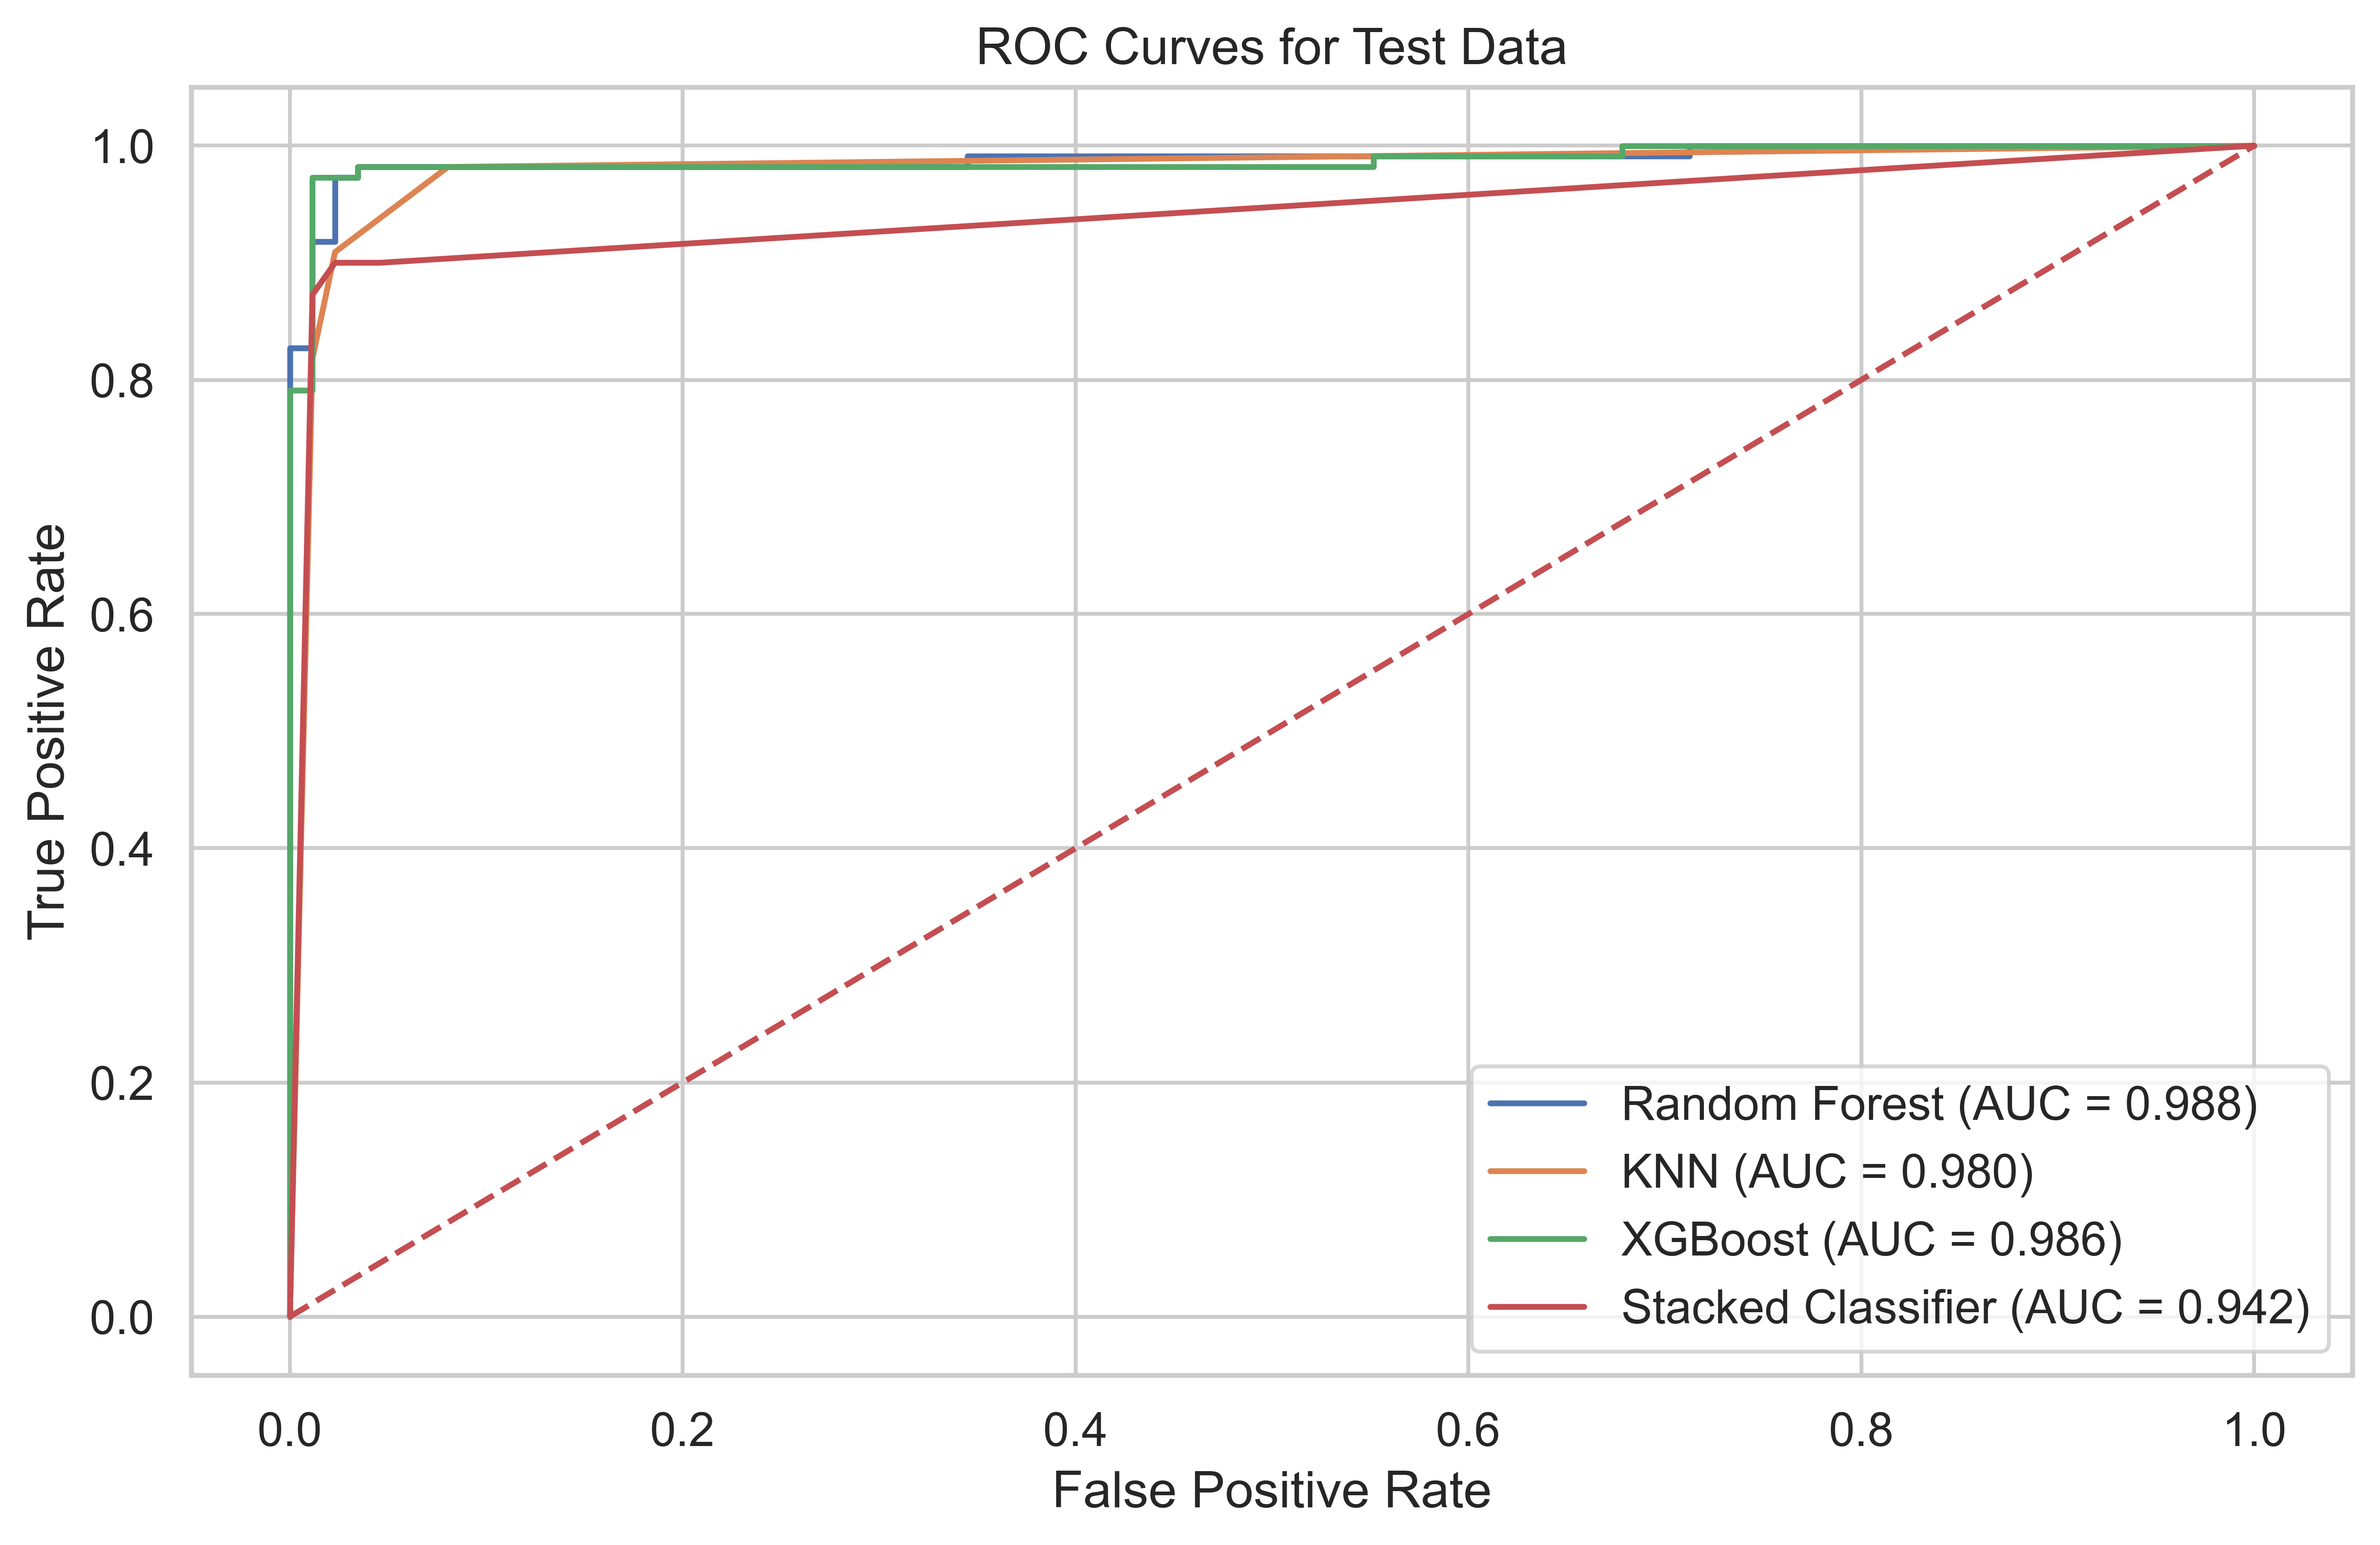 ROC Curves for Test Data
True Positive Rate
1.0
0.8
0.6
0.4
0.2
0.0
0.0 0.2 0.4 0.6 0.8 1.0
False Positive Rate
Random Forest (AUC = 0.988)
KNN (AUC = 0.980)
XGBoost (AUC = 0.986)
Stacked Classifier (AUC = 0.942)